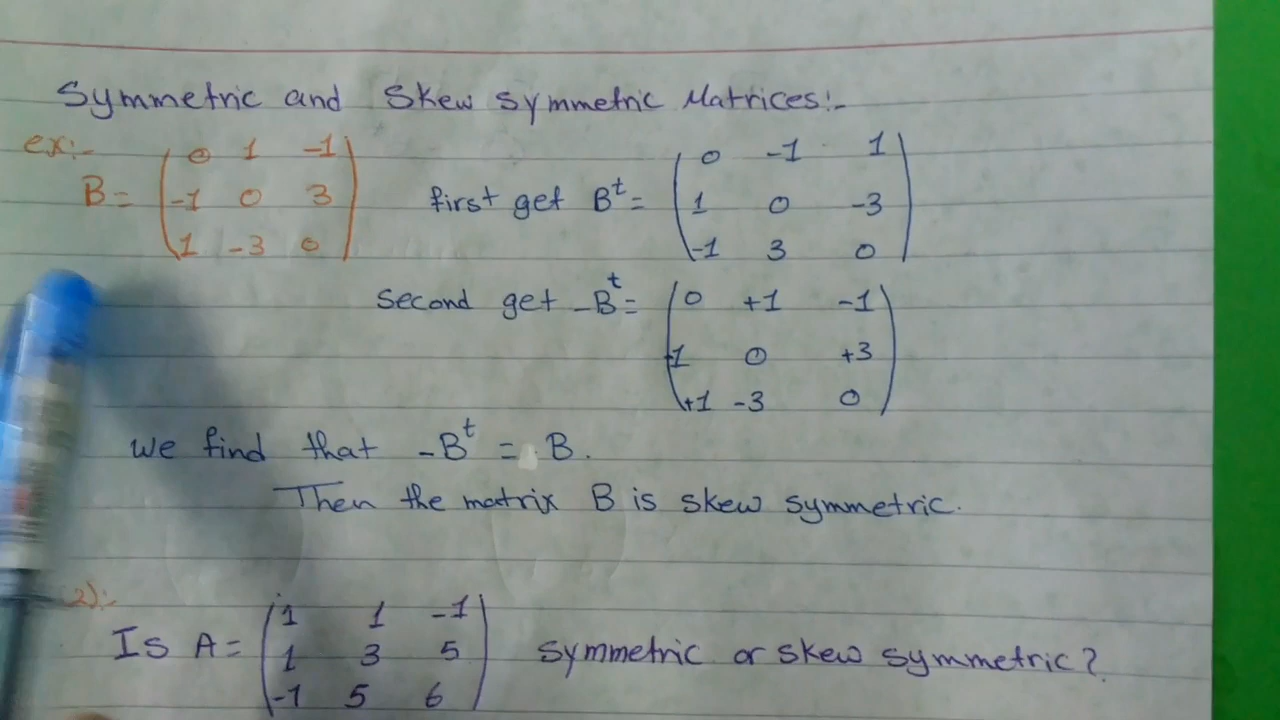 Symmetric and Skew symmetric Matrices:-
ex:-
B= (0 1 -1
-1 0 3
1 -3 0)
first get Bᵗ= (0 -1 1
1 0 -3
-1 3 0)
Second get -Bᵗ= (0 +1 -1
-1 0 +3
+1 -3 0)
we find that -Bᵗ = B.
Then the matrix B is skew symmetric.
2):-
Is A= (1 1 -1
1 3 5
-1 5 6) symmetric or skew symmetric?